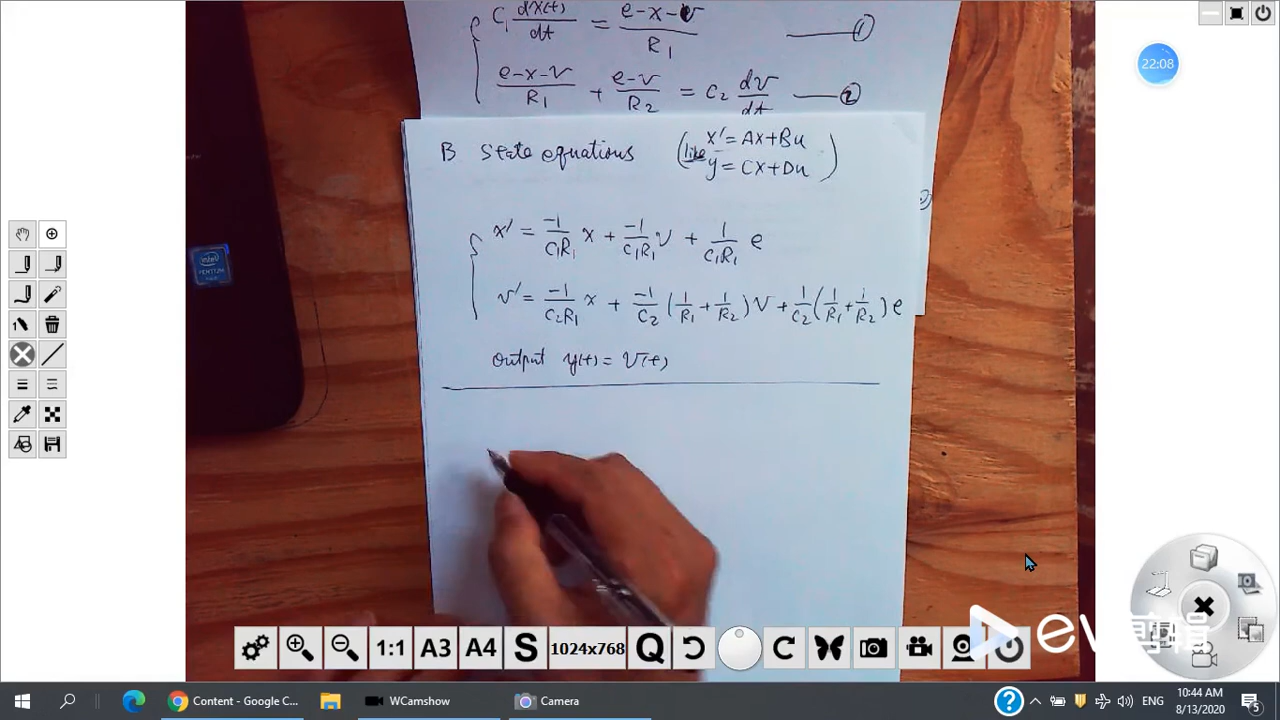 C₁ dx(t)/dt = (e-x-v)/R₁ —— ①
(e-x-v)/R₁ + (e-v)/R₂ = C₂ dv/dt —— ②
B State equations (like x' = Ax+Bu
y = Cx+Du)
x' = -1/(C₁R₁) x + -1/(C₁R₁) v + 1/(C₁R₁) e
v' = -1/(C₂R₁) x + -1/C₂ (1/R₁ + 1/R₂) v + 1/C₂ (1/R₁ + 1/R₂) e
output y(t) = v(t)
22:08
intel
PENTIUM
1:1 A3 A4 S 1024x768 Q
Content - Google C... WCamshow Camera
ENG
10:44 AM
8/13/2020
5